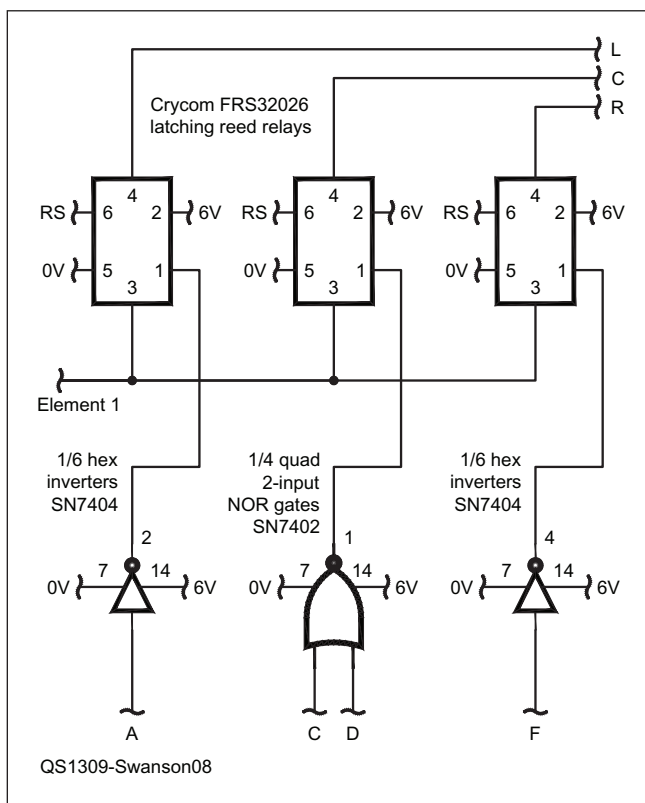 L
C
R
Crycom FRS32026
latching reed relays
4
4
4
RS
6
2
6V
RS
6
2
6V
RS
6
2
6V
0V
5
1
0V
5
1
0V
5
1
3
3
3
Element 1
1/6 hex
inverters
SN7404
1/4 quad
2-input
NOR gates
SN7402
1/6 hex
inverters
SN7404
2
1
4
0V
7
14
6V
0V
7
14
6V
0V
7
14
6V
A
C
D
F
QS1309-Swanson08